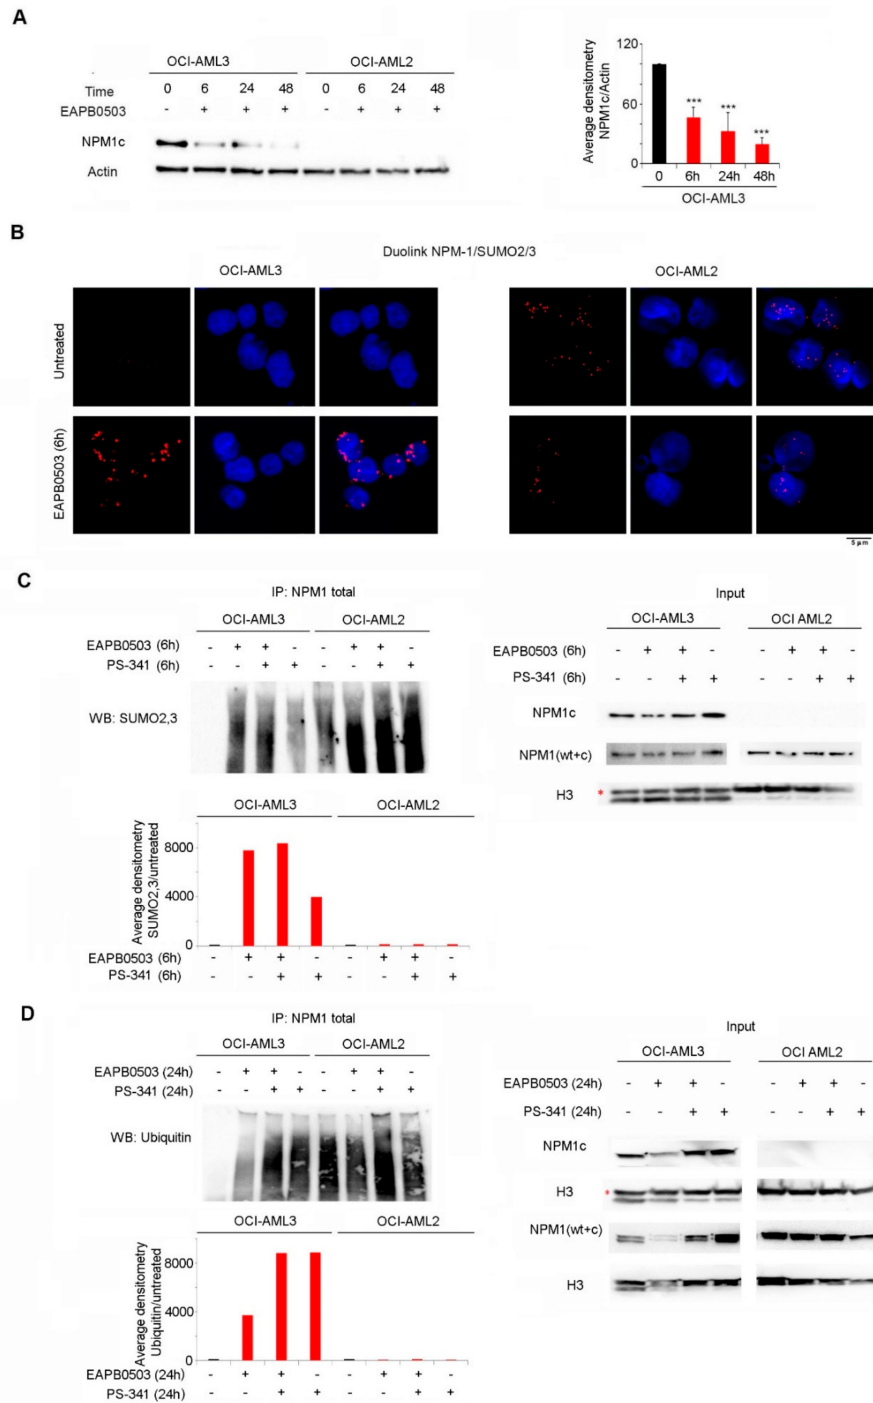 A
OCI-AML3 OCI-AML2
Time 0 6 24 48 0 6 24 48
EAPB0503 - + + + - + + +
NPM1c
Actin
Average densitometry
NPM1c/Actin
120
60
0
*** *** ***
0 6h 24h 48h
OCI-AML3
B
Duolink NPM-1/SUMO2/3
OCI-AML3 OCI-AML2
Untreated
EAPB0503 (6h)
5 µm
C
IP: NPM1 total
OCI-AML3 OCI-AML2
EAPB0503 (6h) - + + - - + + -
PS-341 (6h) - - + + - - + +
WB: SUMO2,3
OCI-AML3 OCI-AML2
Average densitometry
SUMO2,3/untreated
8000
4000
0
EAPB0503 (6h) - + + - - + + -
PS-341 (6h) - - + + - - + +
Input
OCI-AML3 OCI AML2
EAPB0503 (6h) - + + - - + + -
PS-341 (6h) - - + + - - + +
NPM1c
NPM1(wt+c)
H3 *
D
IP: NPM1 total
OCI-AML3 OCI-AML2
EAPB0503 (24h) - + + - - + + -
PS-341 (24h) - - + + - - + +
WB: Ubiquitin
OCI-AML3 OCI-AML2
Average densitometry
Ubiquitin/untreated
8000
4000
0
EAPB0503 (24h) - + + - - + + -
PS-341 (24h) - - + + - - + +
Input
OCI-AML3 OCI AML2
EAPB0503 (24h) - + + - - + + -
PS-341 (24h) - - + + - - + +
NPM1c
H3 *
NPM1(wt+c)
H3